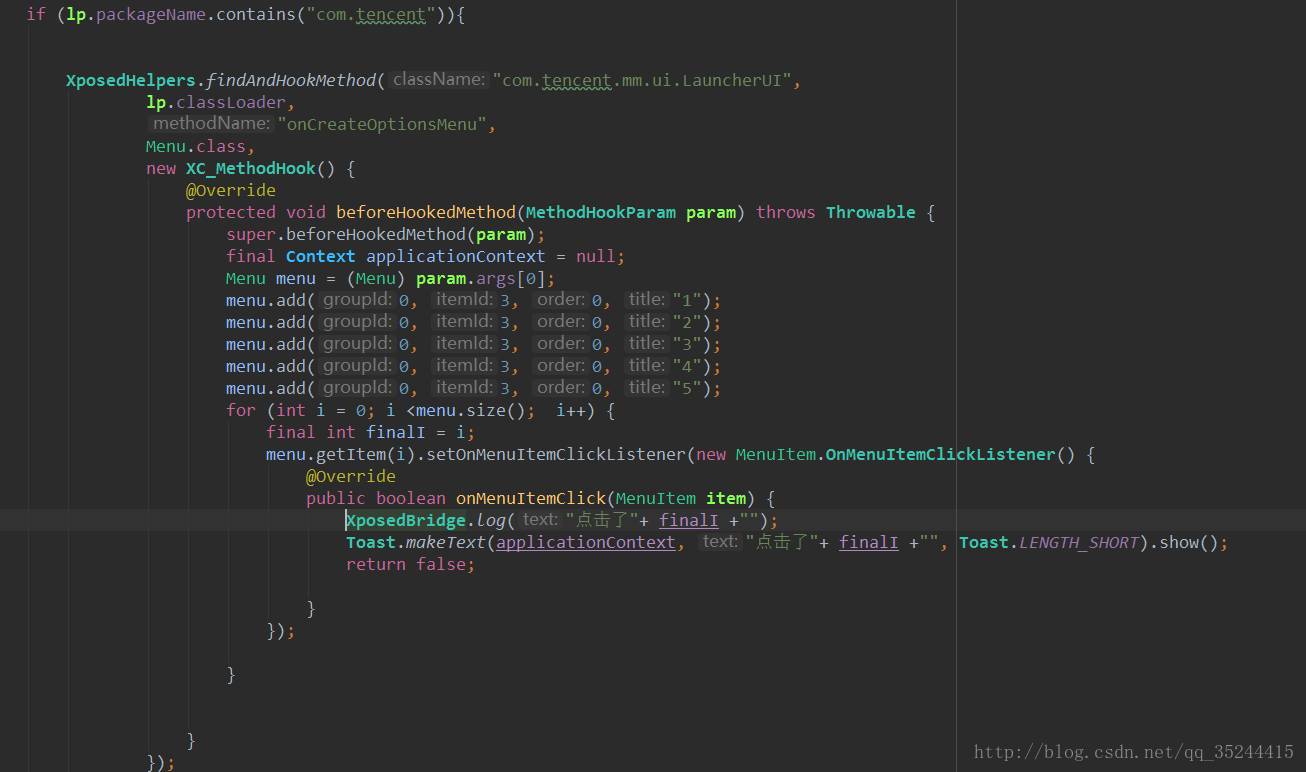 if (lp.packageName.contains("com.tencent")){
XposedHelpers.findAndHookMethod( className: "com.tencent.mm.ui.LauncherUI",
lp.classLoader,
methodName: "onCreateOptionsMenu",
Menu.class,
new XC_MethodHook() {
@Override
protected void beforeHookedMethod(MethodHookParam param) throws Throwable {
super.beforeHookedMethod(param);
final Context applicationContext = null;
Menu menu = (Menu) param.args[0];
menu.add( groupId: 0, itemId: 3, order: 0, title: "1");
menu.add( groupId: 0, itemId: 3, order: 0, title: "2");
menu.add( groupId: 0, itemId: 3, order: 0, title: "3");
menu.add( groupId: 0, itemId: 3, order: 0, title: "4");
menu.add( groupId: 0, itemId: 3, order: 0, title: "5");
for (int i = 0; i <menu.size(); i++) {
final int finalI = i;
menu.getItem(i).setOnMenuItemClickListener(new MenuItem.OnMenuItemClickListener() {
@Override
public boolean onMenuItemClick(MenuItem item) {
XposedBridge.log( text: "点击了"+ finalI +"");
Toast.makeText(applicationContext, text: "点击了"+ finalI +"", Toast.LENGTH_SHORT).show();
return false;
}
});
}
}
});
http://blog.csdn.net/qq_35244415